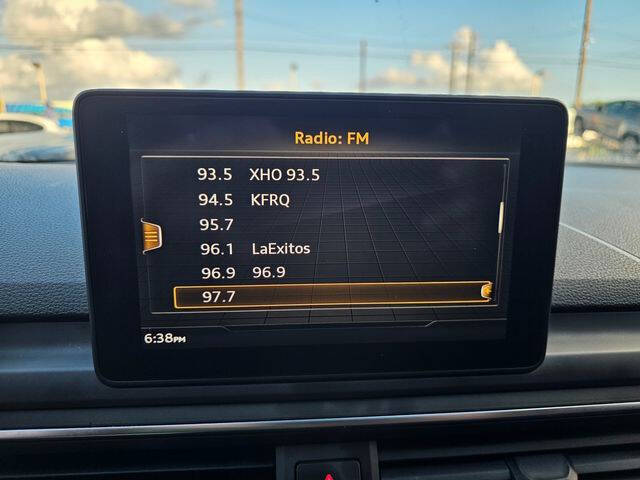 Radio: FM
93.5 XHO 93.5
94.5 KFRQ
95.7
96.1 LaExitos
96.9 96.9
97.7
6:38PM